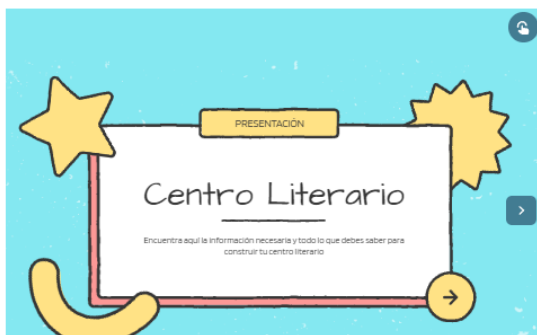 PRESENTACIÓN
Centro Literario
Encuentra aquí la información necesaria y todo lo que debes saber para
construir tu centro literario